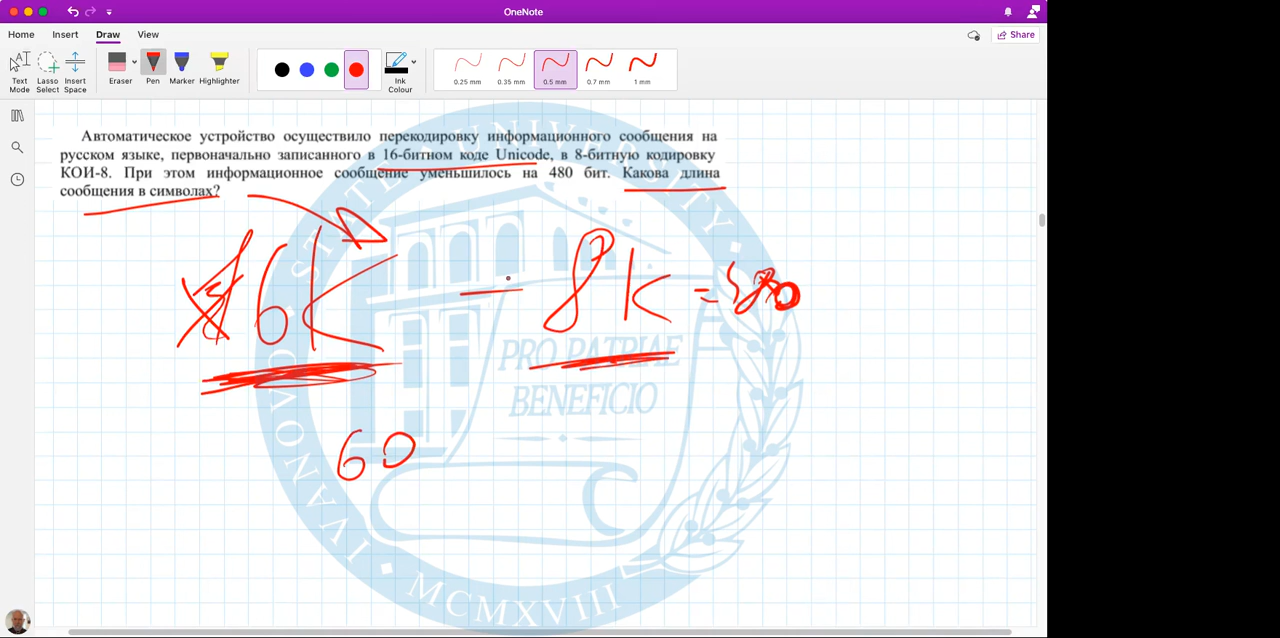 OneNote
Home Insert Draw View
Share
Text Mode
Lasso Select
Insert Space
Eraser
Pen
Marker
Highlighter
Ink Colour
0.25 mm
0.35 mm
0.5 mm
0.7 mm
1 mm
Автоматическое устройство осуществило перекодировку информационного сообщения на
русском языке, первоначально записанного в 16-битном коде Unicode, в 8-битную кодировку
КОИ-8. При этом информационное сообщение уменьшилось на 480 бит. Какова длина
сообщения в символах?
16K - 8K = 480
60
STATE UNIVERSITY
PRO PATRIAE
BENEFICIO
IVANOVO
MCMXVIII